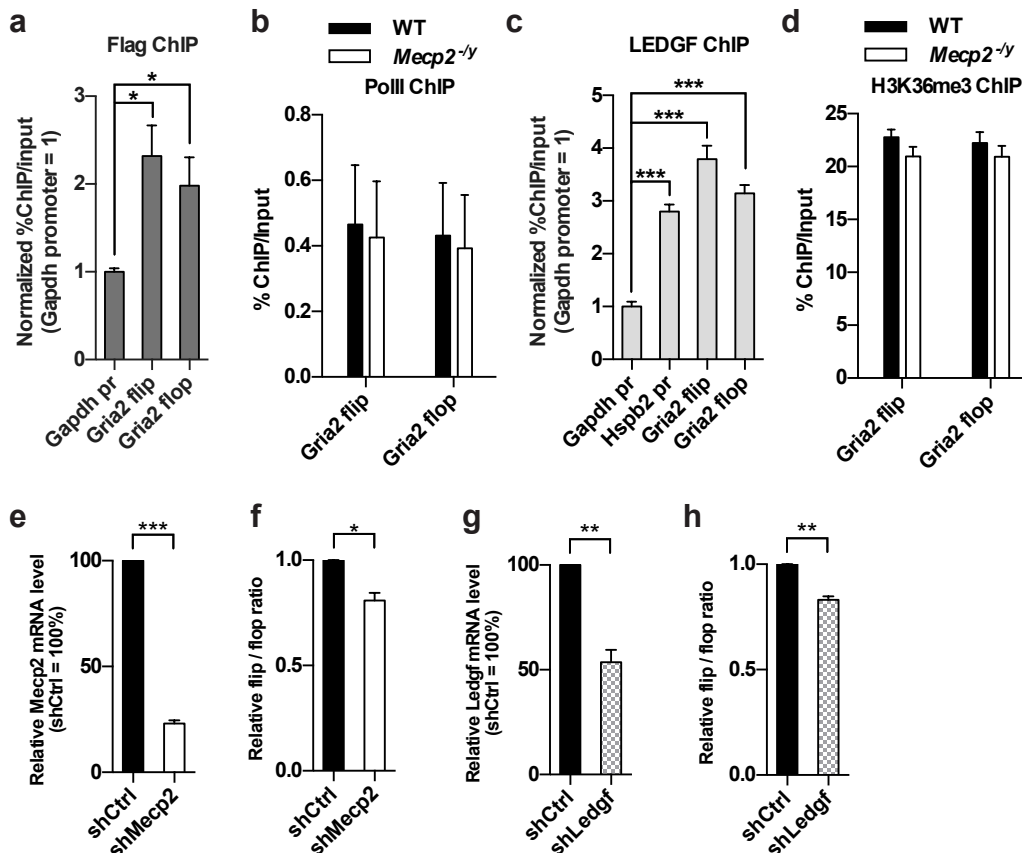 a
Flag ChIP
Normalized %ChIP/input
(Gapdh promoter = 1)
3
2
1
0
*
*
Gapdh pr
Gria2 flip
Gria2 flop
b
WT
Mecp2 -/y
PolII ChIP
% ChIP/Input
0.8
0.6
0.4
0.2
0.0
Gria2 flip
Gria2 flop
c
LEDGF ChIP
Normalized %ChIP/input
(Gapdh promoter = 1)
5
4
3
2
1
0
***
***
***
Gapdh pr
Hspb2 pr
Gria2 flip
Gria2 flop
d
WT
Mecp2 -/y
H3K36me3 ChIP
% ChIP/Input
25
20
15
10
5
0
Gria2 flip
Gria2 flop
e
Relative Mecp2 mRNA level
(shCtrl = 100%)
100
50
0
***
shCtrl
shMecp2
f
Relative flip / flop ratio
1.0
0.5
0.0
*
shCtrl
shMecp2
g
Relative Ledgf mRNA level
(shCtrl = 100%)
100
50
0
**
shCtrl
shLedgf
h
Relative flip / flop ratio
1.0
0.5
0.0
**
shCtrl
shLedgf